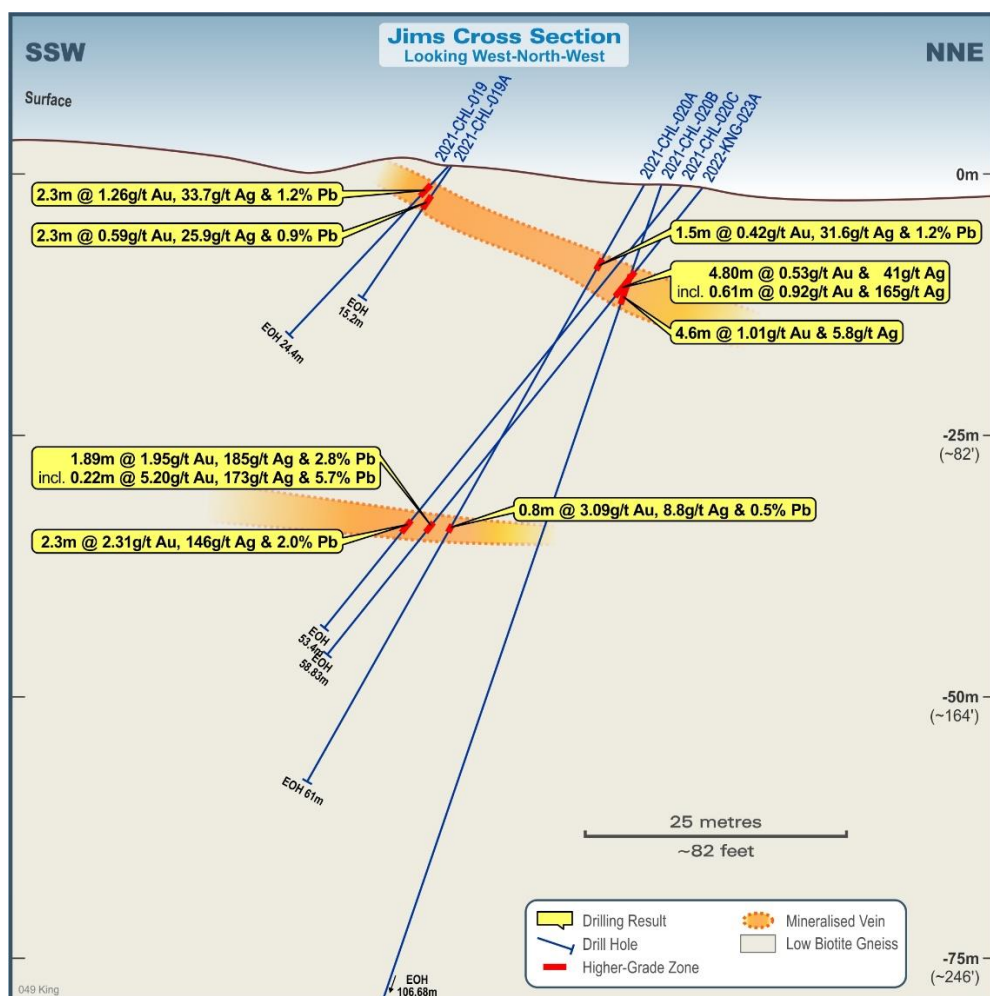 Jims Cross Section
Looking West-North-West
SSW
NNE
Surface
2021-CHL-019
2021-CHL-019A
2021-CHL-020A
2021-CHL-020B
2021-CHL-020C
2022-KNG-023A
0m
2.3m @ 1.26g/t Au, 33.7g/t Ag & 1.2% Pb
2.3m @ 0.59g/t Au, 25.9g/t Ag & 0.9% Pb
1.5m @ 0.42g/t Au, 31.6g/t Ag & 1.2% Pb
4.80m @ 0.53g/t Au & 41g/t Ag
incl. 0.61m @ 0.92g/t Au & 165g/t Ag
4.6m @ 1.01g/t Au & 5.8g/t Ag
EOH
15.2m
EOH 24.4m
-25m
(~82')
1.89m @ 1.95g/t Au, 185g/t Ag & 2.8% Pb
incl. 0.22m @ 5.20g/t Au, 173g/t Ag & 5.7% Pb
0.8m @ 3.09g/t Au, 8.8g/t Ag & 0.5% Pb
2.3m @ 2.31g/t Au, 146g/t Ag & 2.0% Pb
EOH
53.4m
EOH
58.83m
-50m
(~164')
EOH 61m
25 metres
~82 feet
Drilling Result
Drill Hole
Higher-Grade Zone
Mineralised Vein
Low Biotite Gneiss
-75m
(~246')
EOH
106.68m
049 King